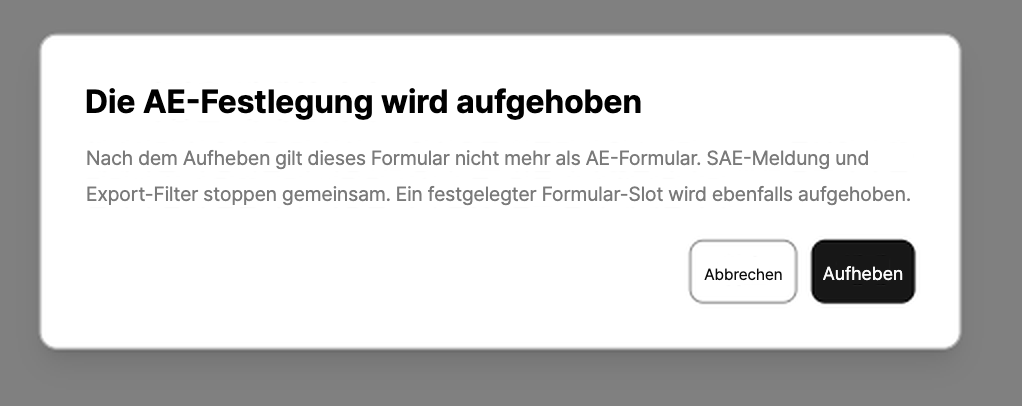 Die AE-Festlegung wird aufgehoben
Nach dem Aufheben gilt dieses Formular nicht mehr als AE-Formular. SAE-Meldung und
Export-Filter stoppen gemeinsam. Ein festgelegter Formular-Slot wird ebenfalls aufgehoben.
Abbrechen
Aufheben